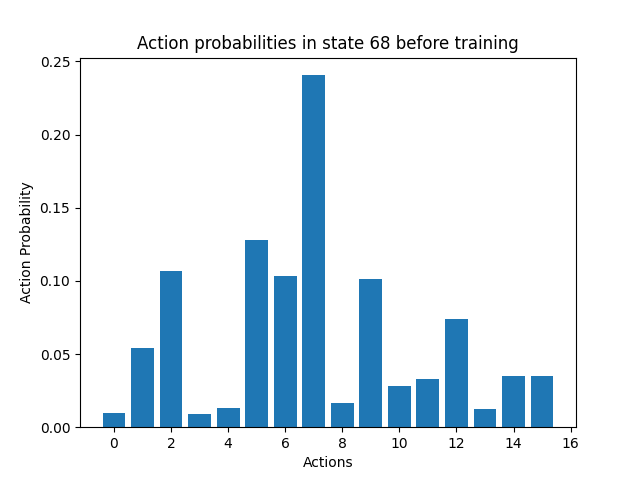 Action probabilities in state 68 before training
0.25
0.20
0.15
0.10
0.05
0.00
Action Probability
0 2 4 6 8 10 12 14 16
Actions